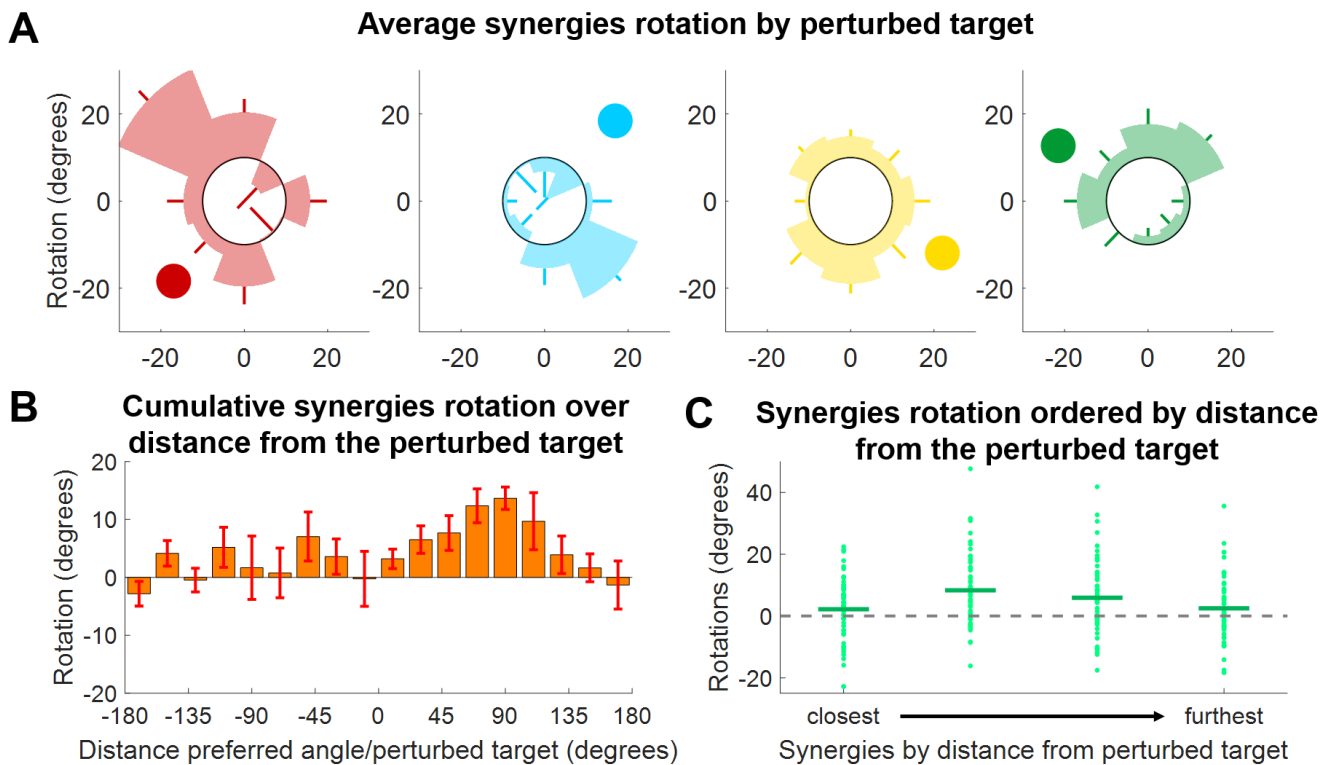 A
Average synergies rotation by perturbed target
Rotation (degrees)
20
0
-20
-20 0 20
20
0
-20
-20 0 20
20
0
-20
-20 0 20
20
0
-20
-20 0 20
B
Cumulative synergies rotation over
distance from the perturbed target
Rotation (degrees)
20
10
0
-10
-20
-180 -135 -90 -45 0 45 90 135 180
Distance preferred angle/perturbed target (degrees)
C
Synergies rotation ordered by distance
from the perturbed target
Rotations (degrees)
40
20
0
-20
closest furthest
Synergies by distance from perturbed target